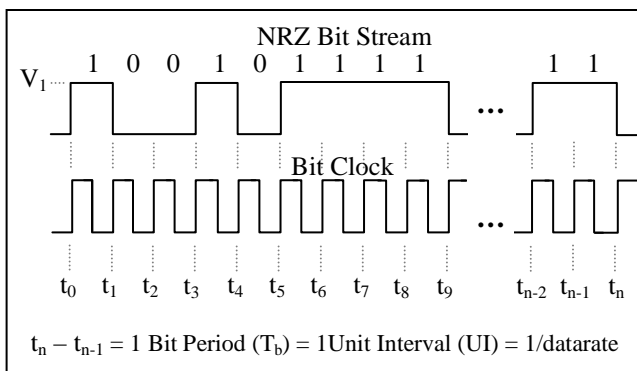 NRZ Bit Stream
1 0 0 1 0 1 1 1 1 1 1
V1
...
Bit Clock
...
t0 t1 t2 t3 t4 t5 t6 t7 t8 t9 tn-2 tn-1 tn
tn – tn-1 = 1 Bit Period (Tb) = 1Unit Interval (UI) = 1/datarate